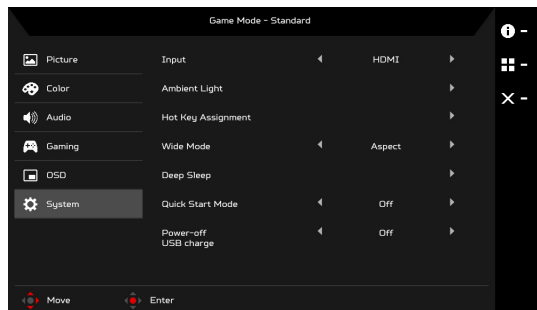 Game Mode - Standard
Picture
Input HDMI
Color
Ambient Light
Audio
Hot Key Assignment
Gaming
Wide Mode Aspect
OSD
Deep Sleep
System
Quick Start Mode Off
Power-off Off
USB charge
Move Enter